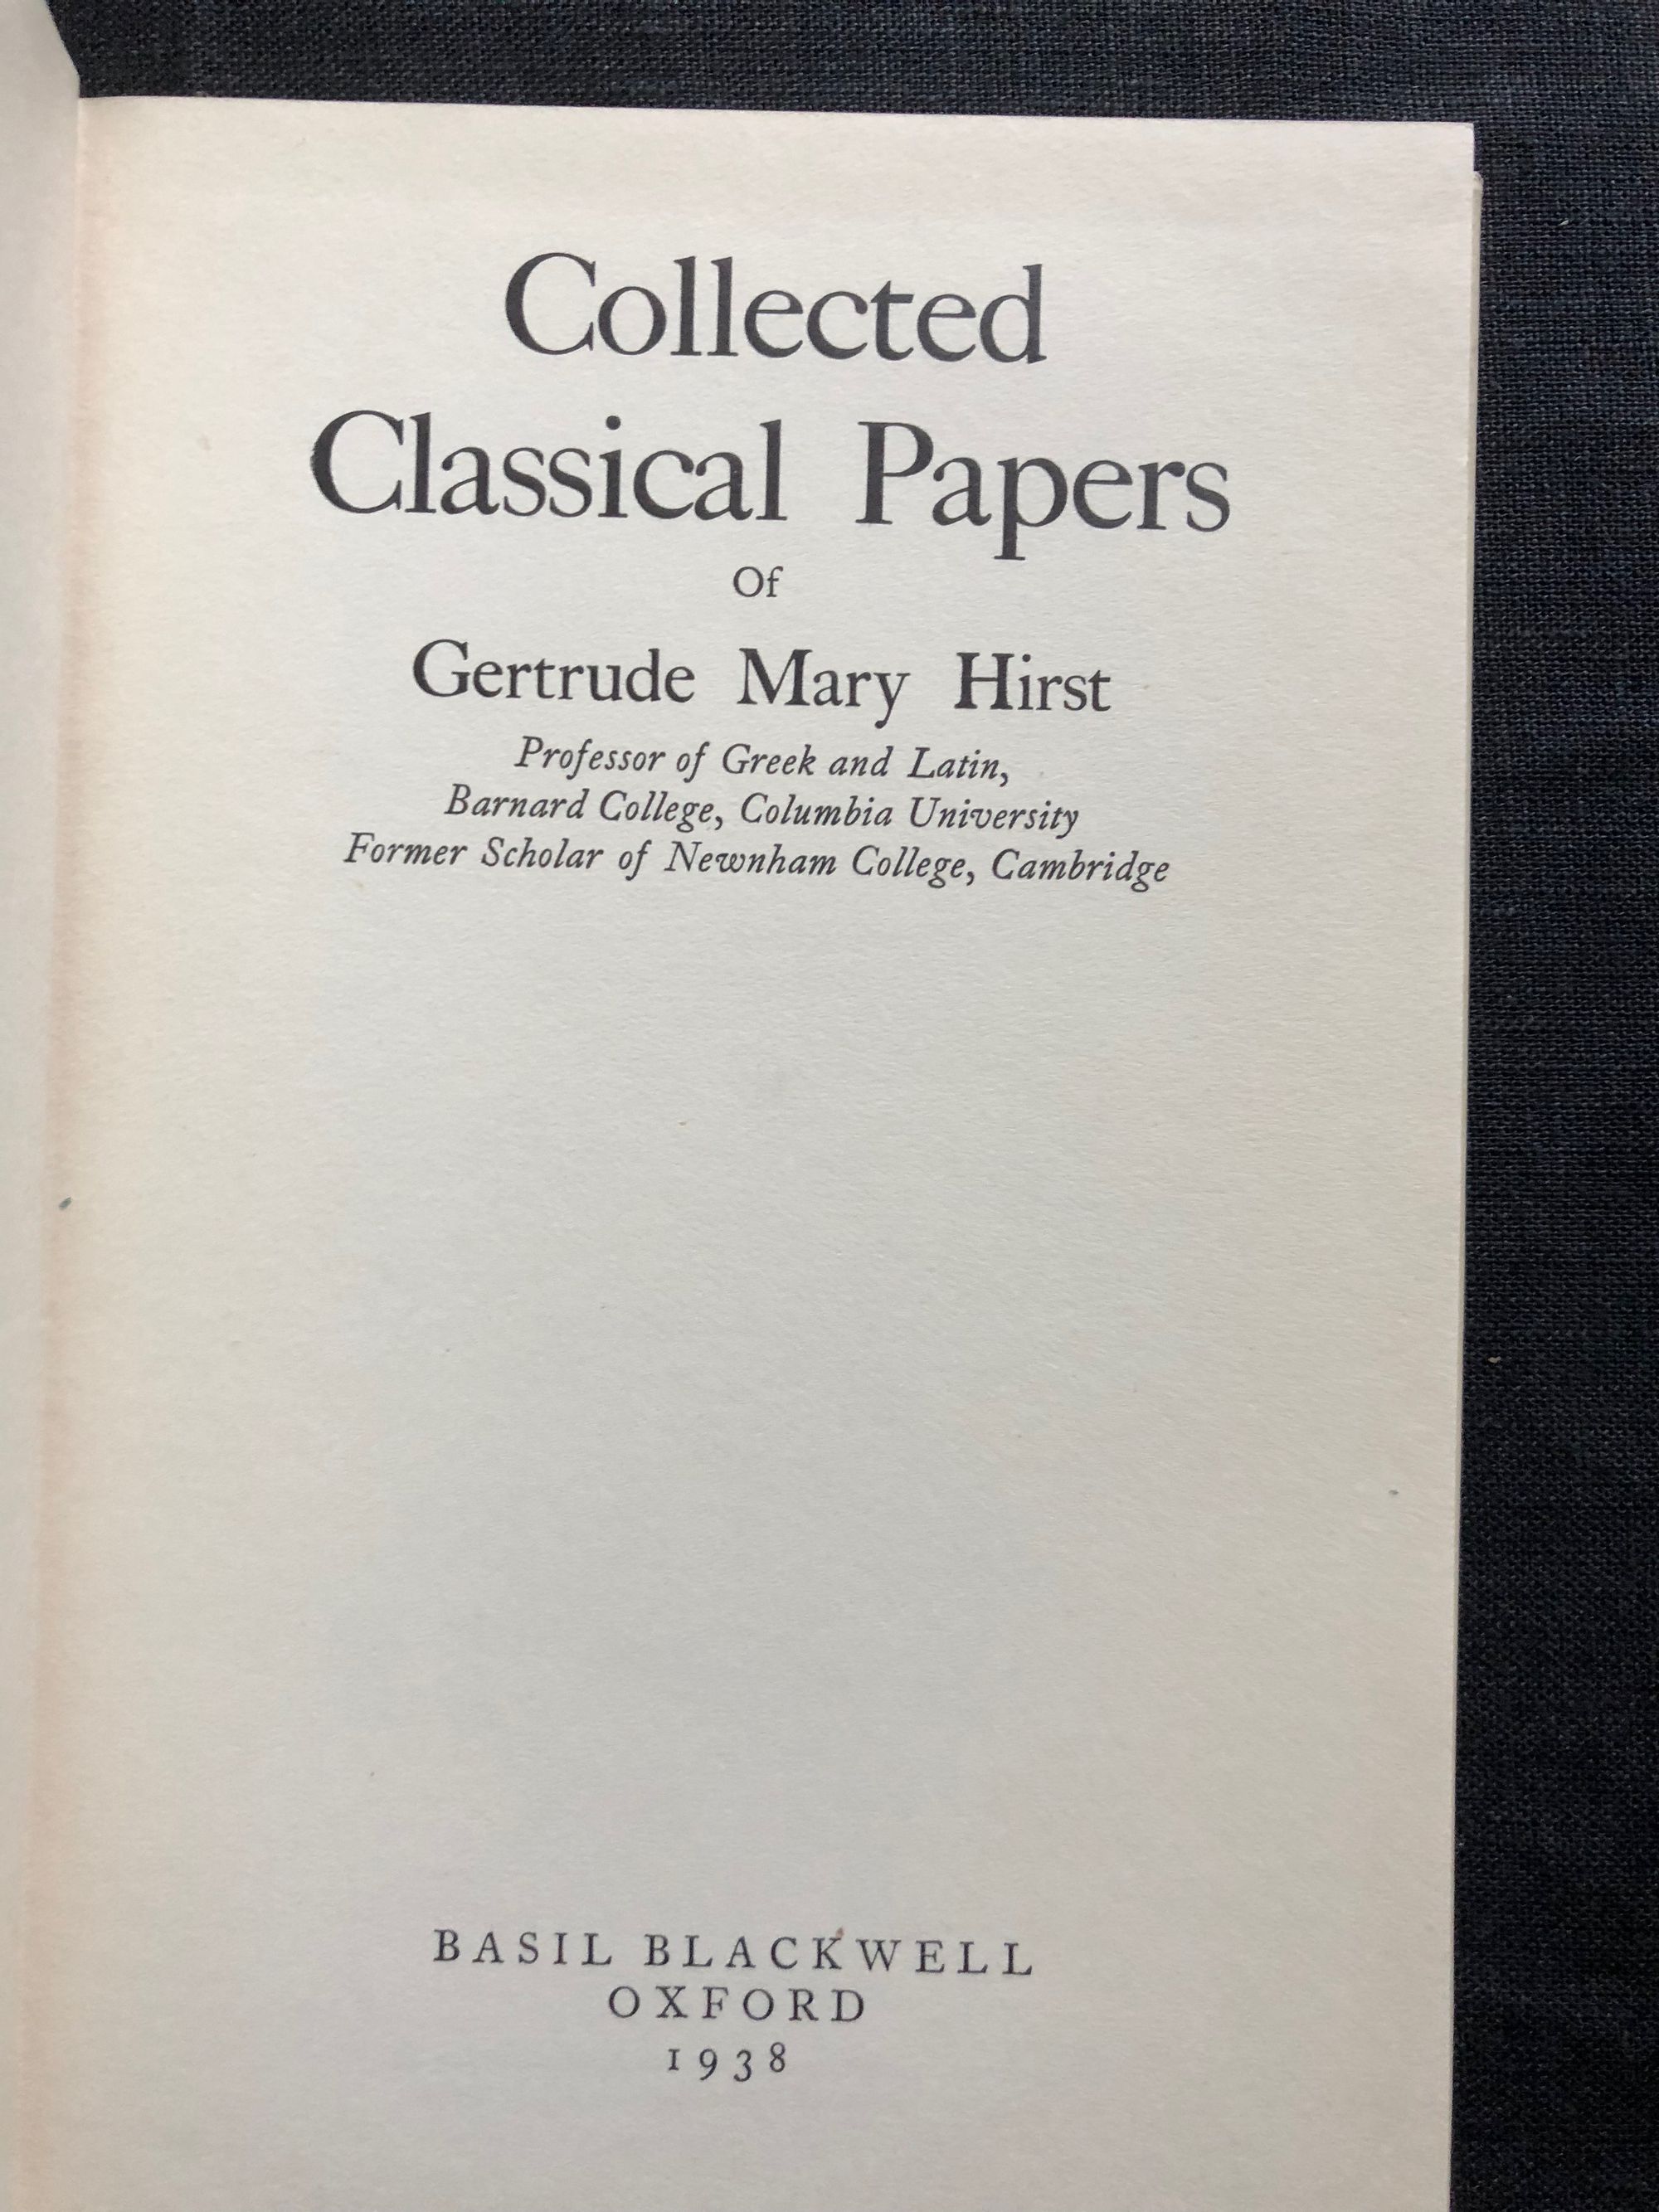 Collected
Classical Papers
Of
Gertrude Mary Hirst
Professor of Greek and Latin,
Barnard College, Columbia University
Former Scholar of Newnham College, Cambridge
BASIL BLACKWELL
OXFORD
1938